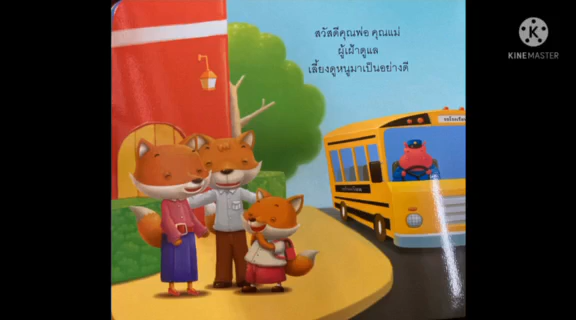 สวัสดีคุณพ่อ คุณแม่
ผู้เฝ้าดูแล
เลี้ยงดูหนูมาเป็นอย่างดี
KINEMASTER